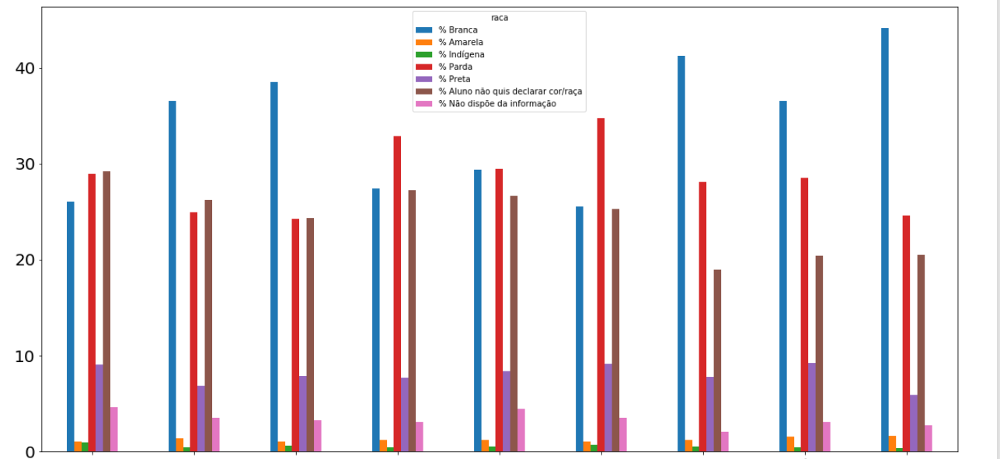 raca
% Branca
% Amarela
% Indígena
% Parda
% Preta
% Aluno não quis declarar cor/raça
% Não dispõe da informação
40
30
20
10
0